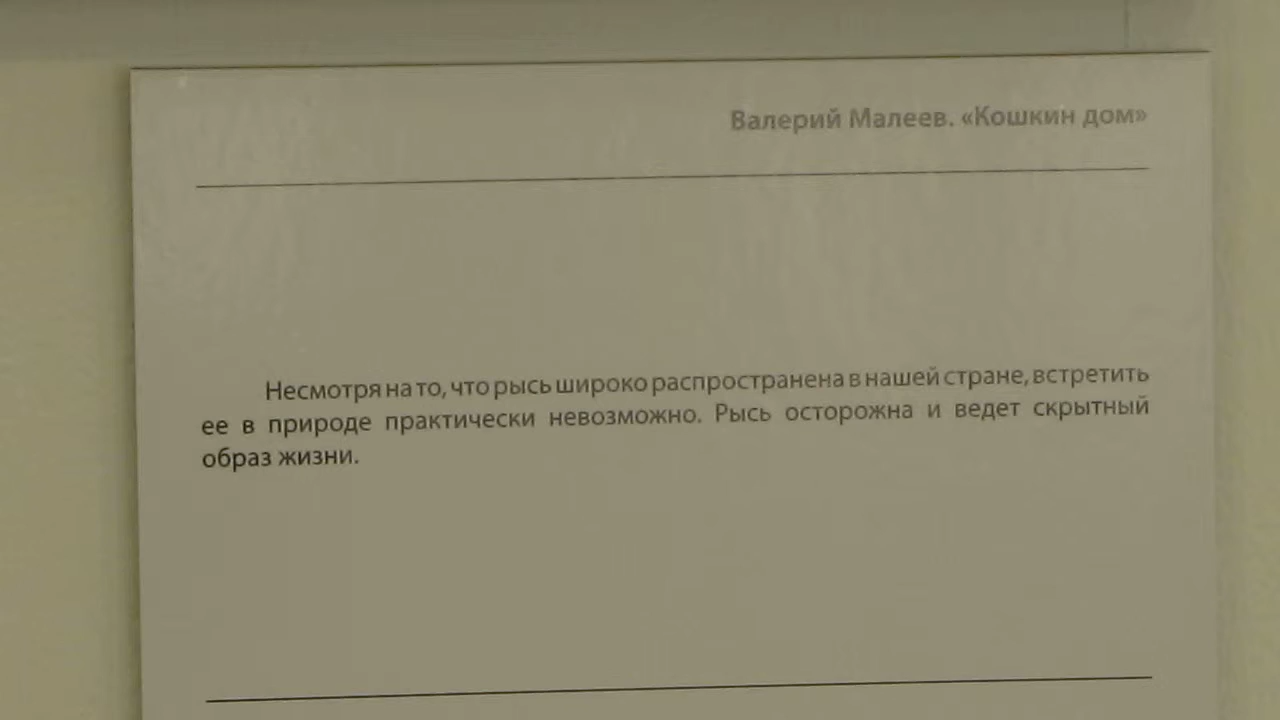 Валерий Малеев. «Кошкин дом»
Несмотря на то, что рысь широко распространена в нашей стране, встретить
ее в природе практически невозможно. Рысь осторожна и ведет скрытный
образ жизни.